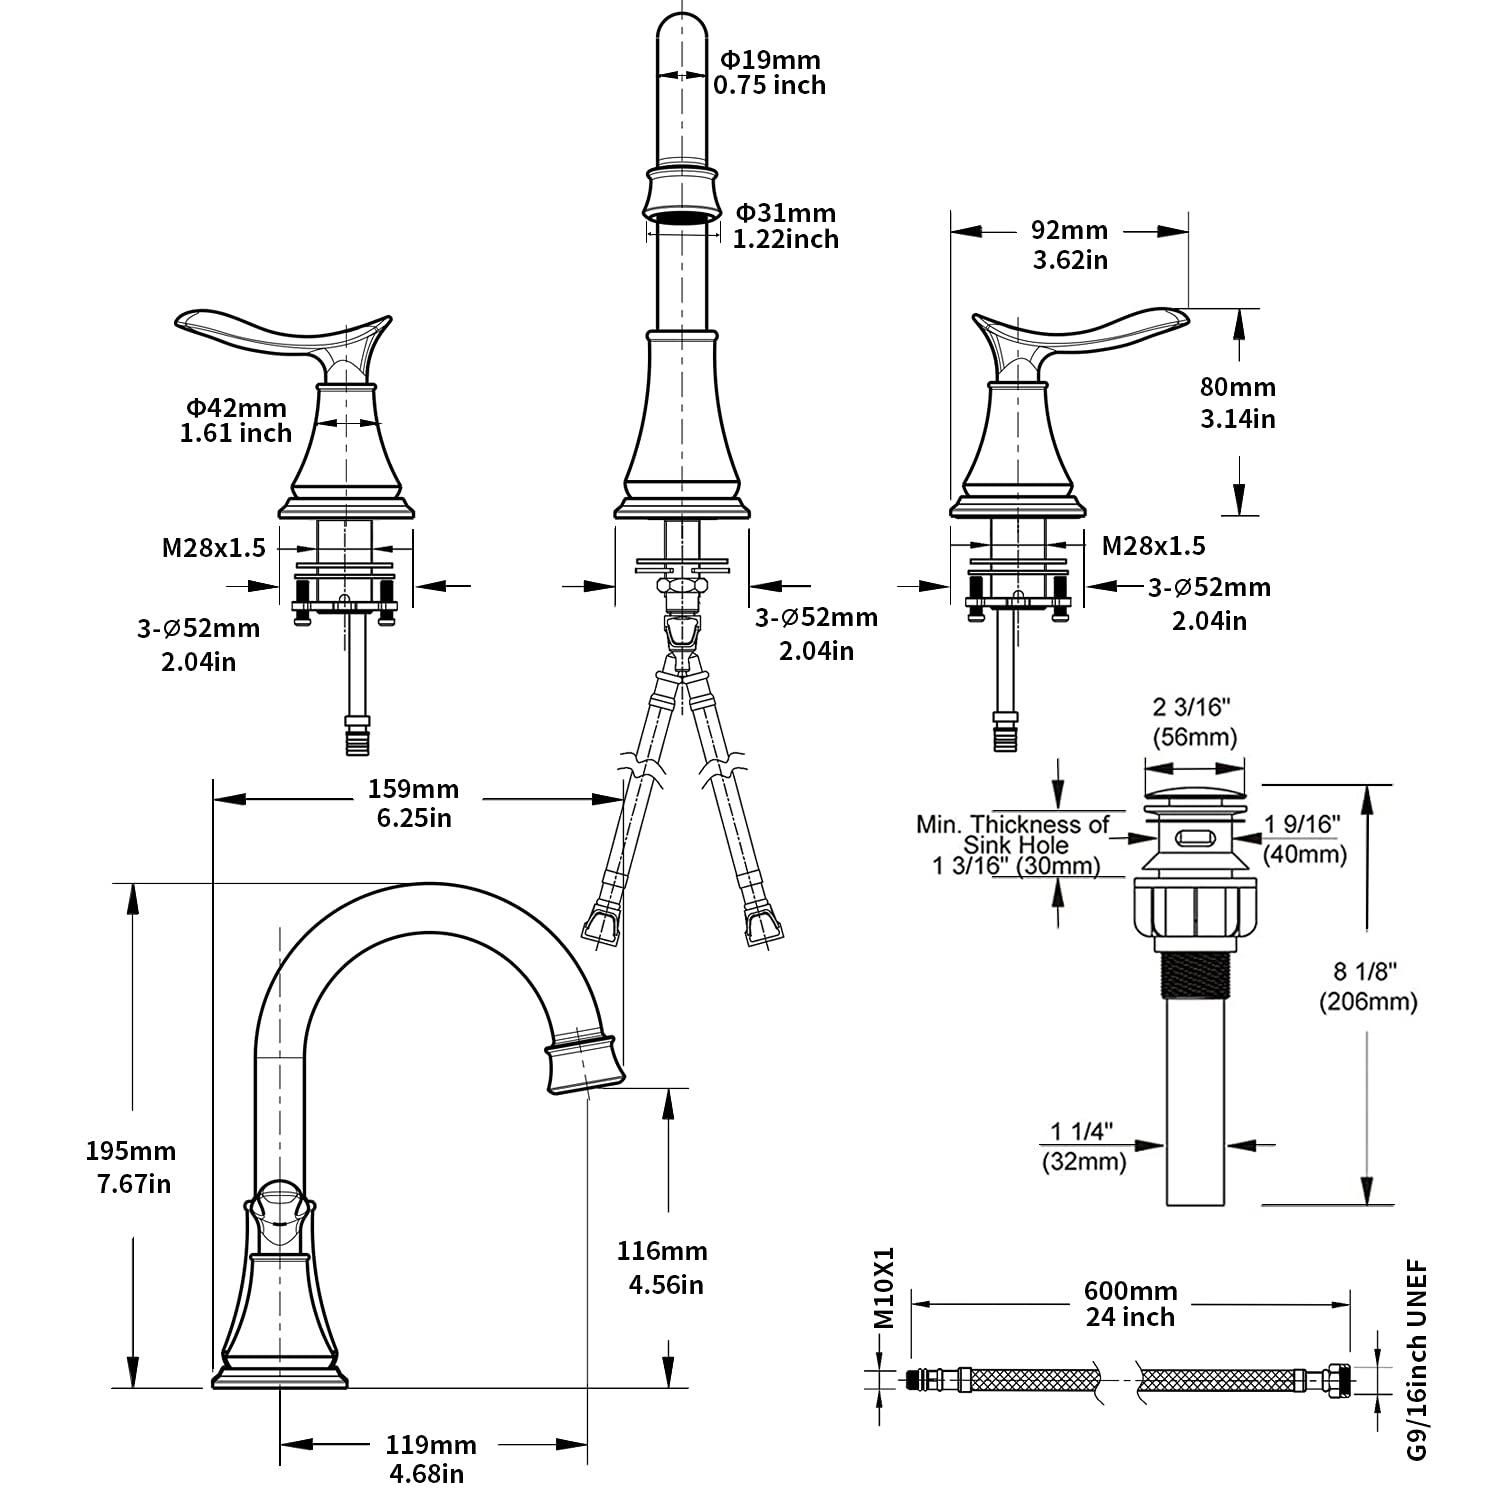 Φ19mm
0.75 inch
Φ31mm
1.22inch
92mm
3.62in
Φ42mm
1.61 inch
80mm
3.14in
M28x1.5
M28x1.5
3-∅52mm
2.04in
3-∅52mm
2.04in
3-∅52mm
2.04in
2 3/16"
(56mm)
159mm
6.25in
Min. Thickness of
Sink Hole
1 3/16" (30mm)
1 9/16"
(40mm)
8 1/8"
(206mm)
195mm
7.67in
1 1/4"
(32mm)
116mm
4.56in
M10X1
600mm
24 inch
G9/16inch UNEF
119mm
4.68in